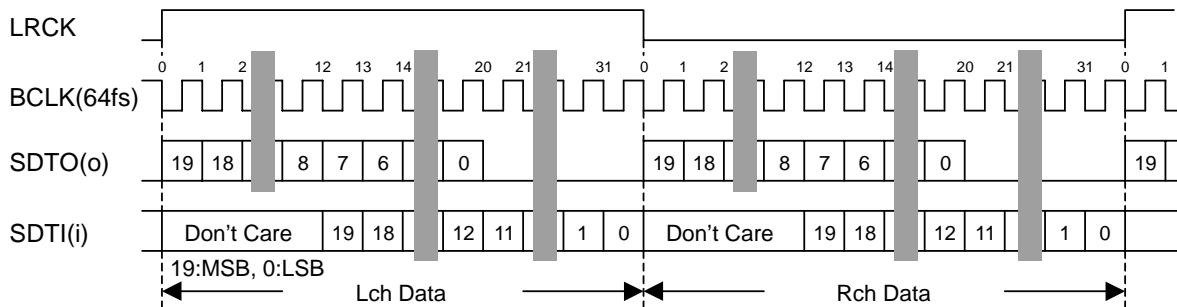 LRCK
0 1 2 12 13 14 20 21 31 0 1 2 12 13 14 20 21 31 0 1
BCLK(64fs)
SDTO(o) 19 18 8 7 6 0 19 18 8 7 6 0 19
SDTI(i) Don't Care 19 18 12 11 1 0 Don't Care 19 18 12 11 1 0
19:MSB, 0:LSB
Lch Data Rch Data